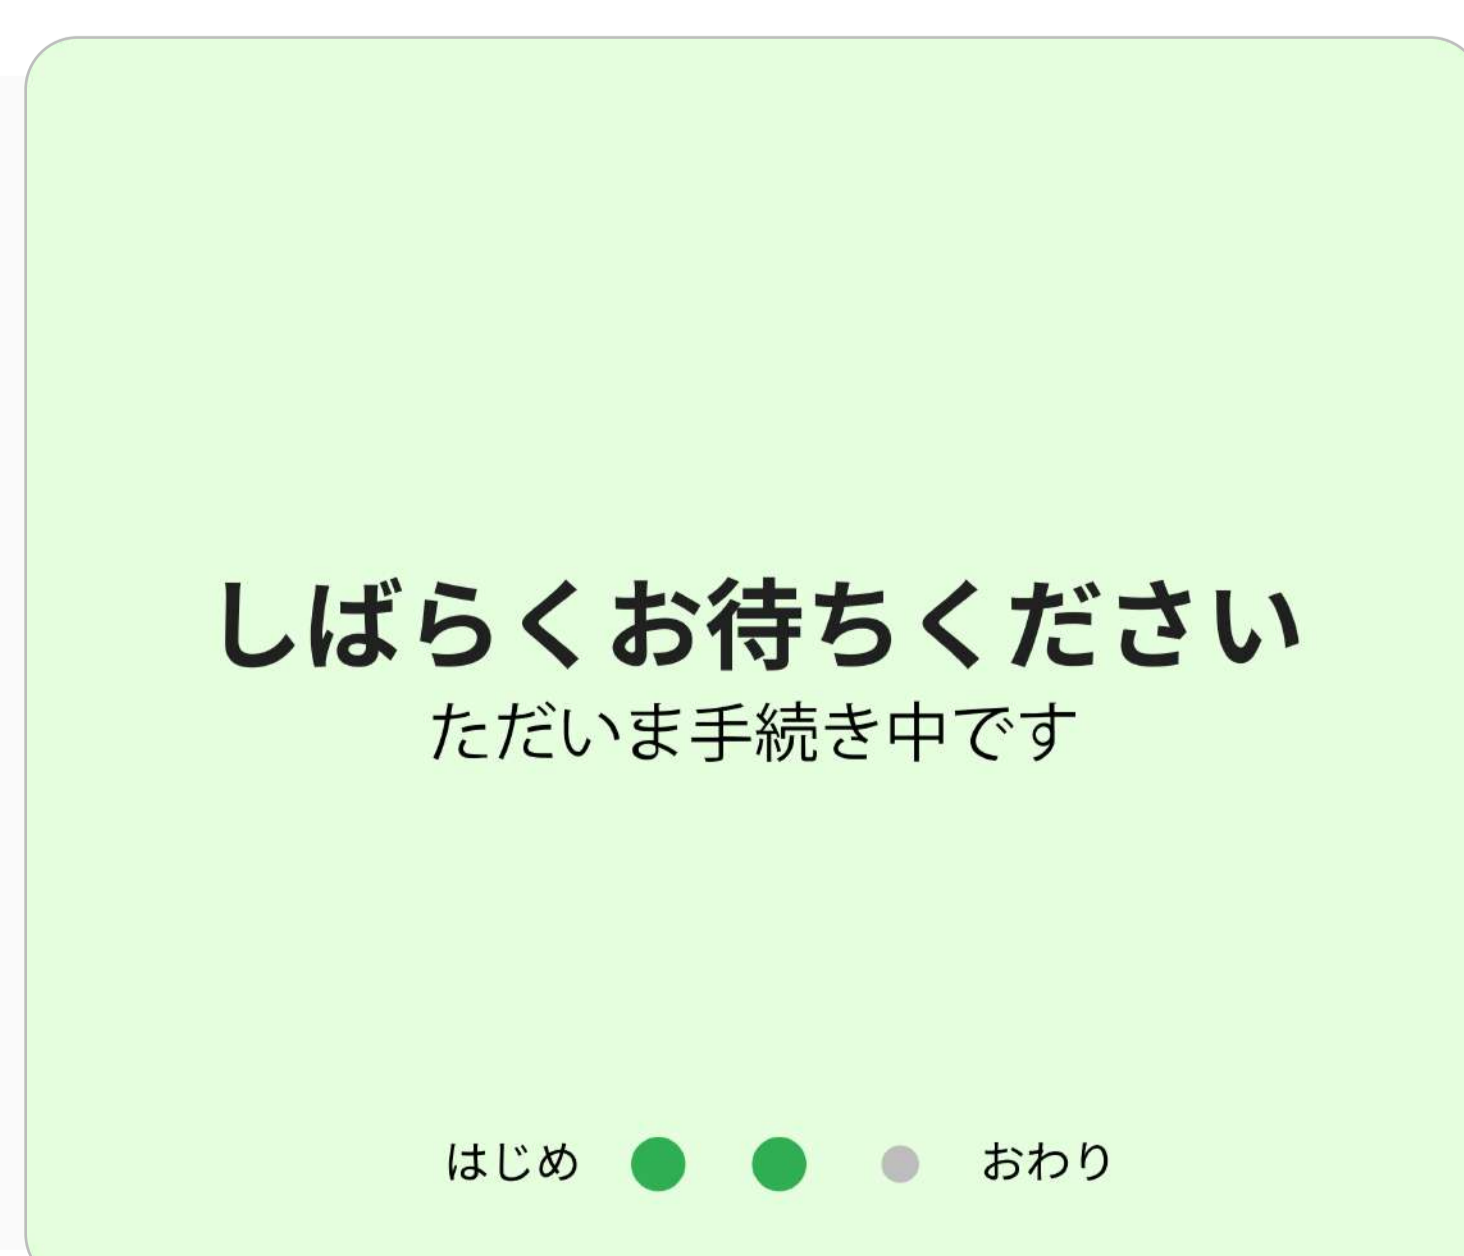 しばらくお待ちください
ただいま手続き中です
はじめ おわり